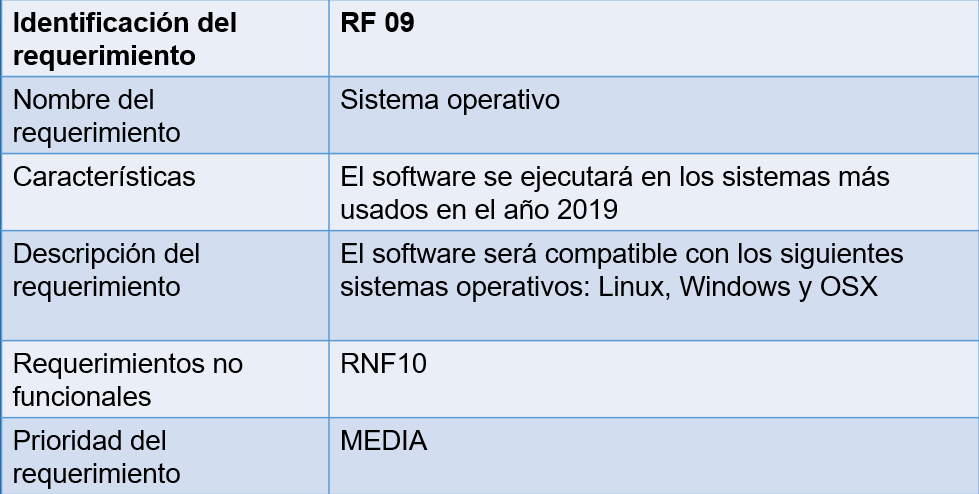 Identificación del
requerimiento
RF 09
Nombre del
requerimiento
Sistema operativo
Características
El software se ejecutará en los sistemas más
usados en el año 2019
Descripción del
requerimiento
El software será compatible con los siguientes
sistemas operativos: Linux, Windows y OSX
Requerimientos no
funcionales
RNF10
Prioridad del
requerimiento
MEDIA